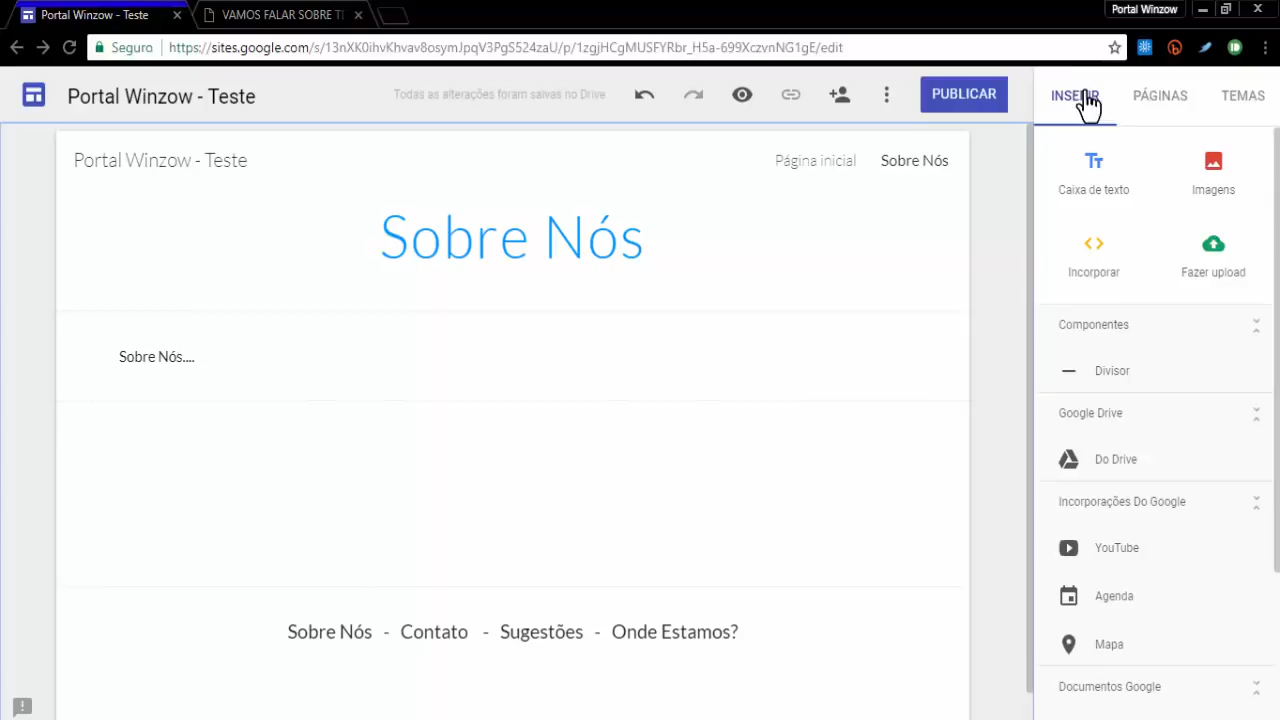 Portal Winzow - Teste
VAMOS FALAR SOBRE TI
Portal Winzow
Seguro
https://sites.google.com/s/13nXK0ihvKhvav8osymJpqV3PgS524zaU/p/1zgjHCgMUSFYRbr_H5a-699XczvnNG1gE/edit
Portal Winzow - Teste
Todas as alterações foram salvas no Drive
PUBLICAR
INSERIR
PÁGINAS
TEMAS
Portal Winzow - Teste
Página inicial
Sobre Nós
Sobre Nós
Sobre Nós....
Sobre Nós - Contato - Sugestões - Onde Estamos?
Tt
Caixa de texto
Imagens
Incorporar
Fazer upload
Componentes
Divisor
Google Drive
Do Drive
Incorporações Do Google
YouTube
Agenda
Mapa
Documentos Google